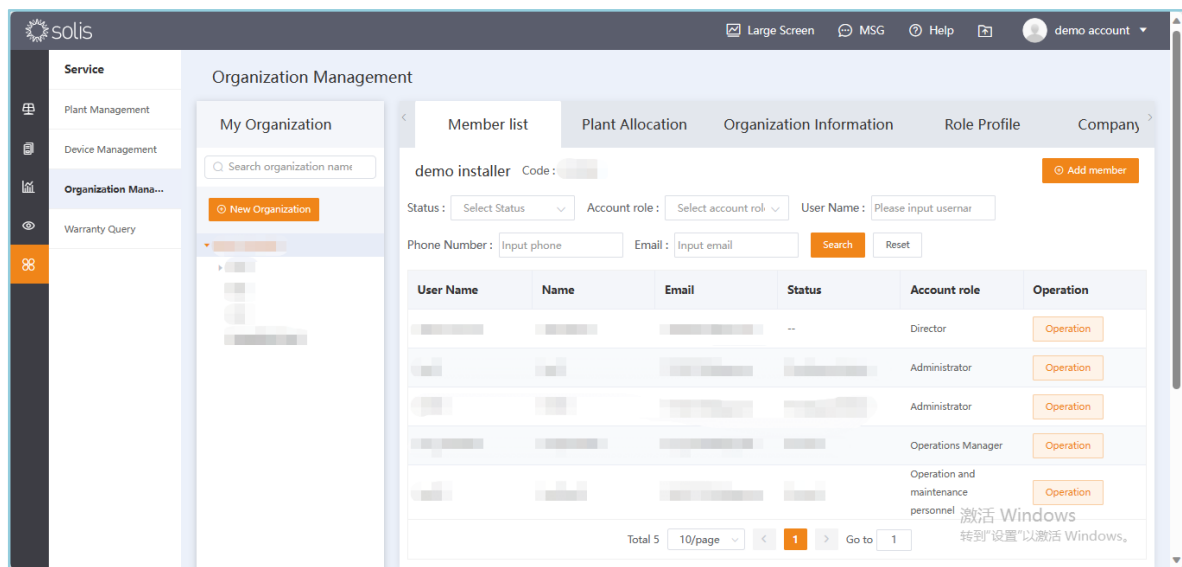 solis
Large Screen
MSG
Help
demo account
Service
Plant Management
Device Management
Organization Mana...
Warranty Query
Organization Management
My Organization
Search organization name
New Organization
Member list
Plant Allocation
Organization Information
Role Profile
Company
demo installer Code :
Add member
Status : Select Status
Account role : Select account rol
User Name : Please input usernar
Phone Number : Input phone
Email : Input email
Search
Reset
User Name Name Email Status Account role Operation
-- Director Operation
Administrator Operation
Administrator Operation
Operations Manager Operation
Operation and
maintenance
personnel
Operation
Total 5 10/page 1 Go to 1
激活 Windows
转到"设置"以激活 Windows。